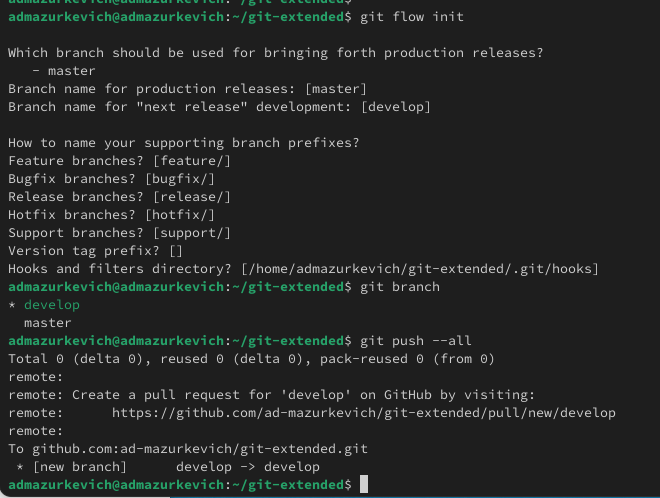 admazurkevich@admazurkevich:~/git-extended$
admazurkevich@admazurkevich:~/git-extended$ git flow init

Which branch should be used for bringing forth production releases?
   - master
Branch name for production releases: [master]
Branch name for "next release" development: [develop]

How to name your supporting branch prefixes?
Feature branches? [feature/]
Bugfix branches? [bugfix/]
Release branches? [release/]
Hotfix branches? [hotfix/]
Support branches? [support/]
Version tag prefix? []
Hooks and filters directory? [/home/admazurkevich/git-extended/.git/hooks]
admazurkevich@admazurkevich:~/git-extended$ git branch
* develop
  master
admazurkevich@admazurkevich:~/git-extended$ git push --all
Total 0 (delta 0), reused 0 (delta 0), pack-reused 0 (from 0)
remote:
remote: Create a pull request for 'develop' on GitHub by visiting:
remote:      https://github.com/ad-mazurkevich/git-extended/pull/new/develop
remote:
To github.com:ad-mazurkevich/git-extended.git
 * [new branch]      develop -> develop
admazurkevich@admazurkevich:~/git-extended$